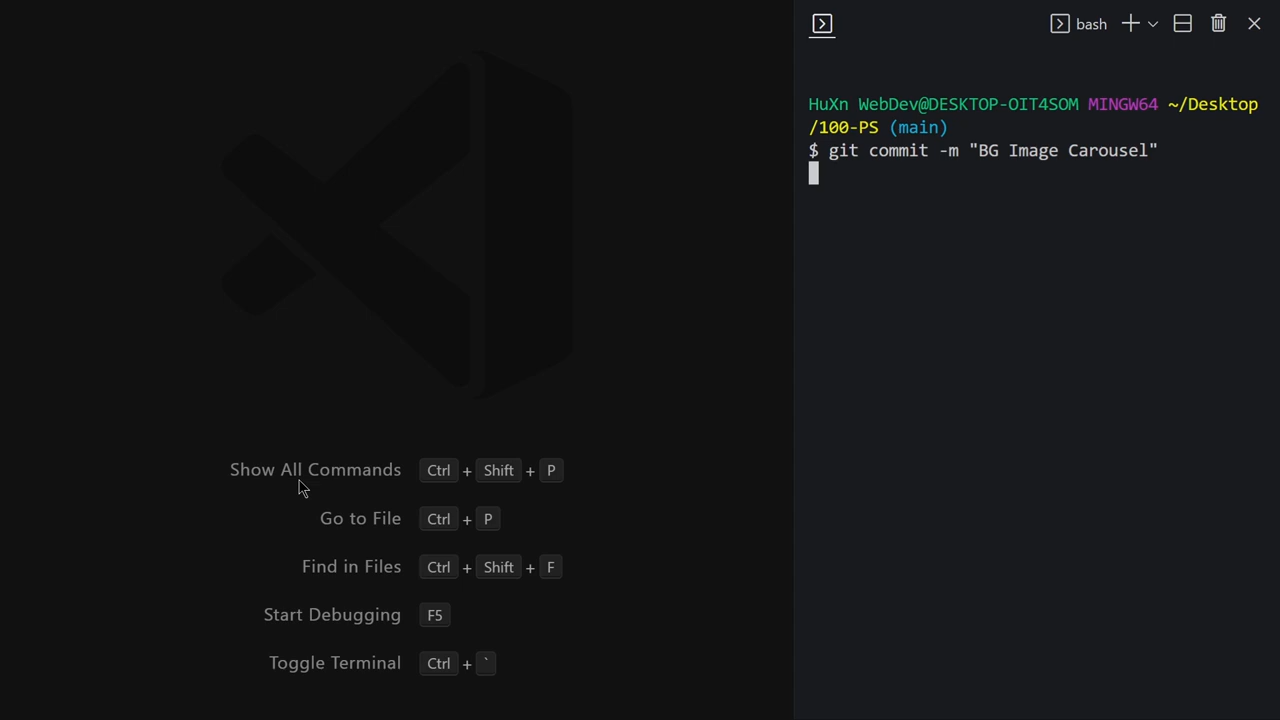 bash
HuXn WebDev@DESKTOP-OIT4SOM MINGW64 ~/Desktop
/100-PS (main)
$ git commit -m "BG Image Carousel"
Show All Commands Ctrl + Shift + P
Go to File Ctrl + P
Find in Files Ctrl + Shift + F
Start Debugging F5
Toggle Terminal Ctrl + `